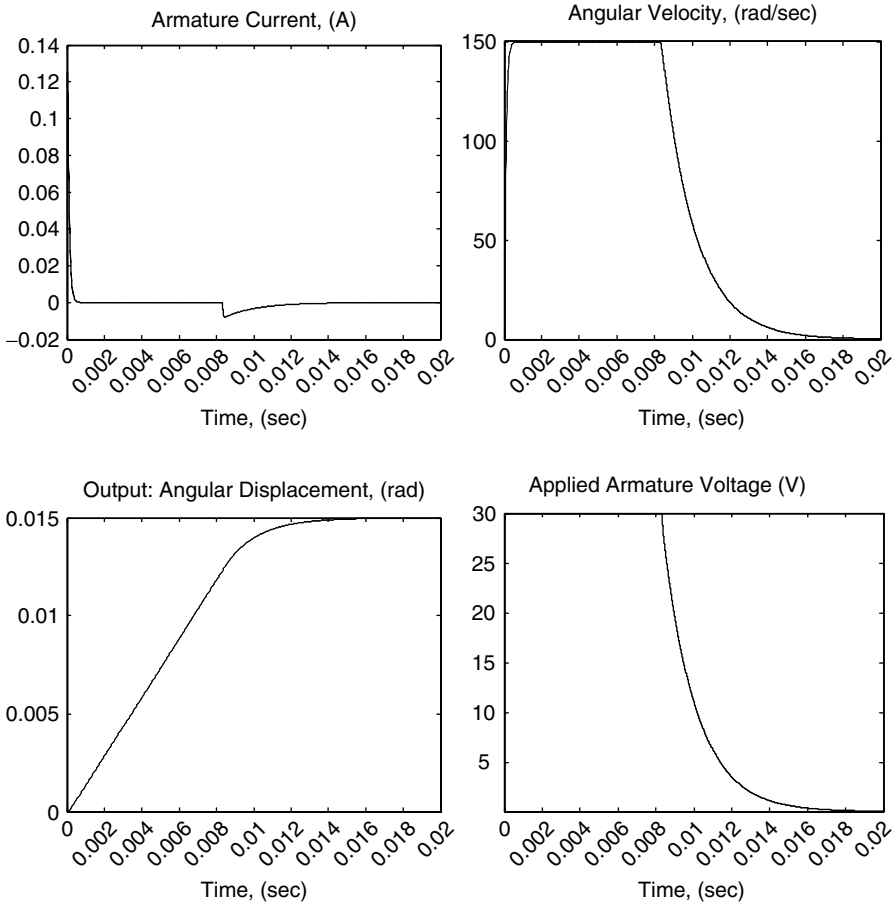 Armature Current, (A)
0.14
0.12
0.1
0.08
0.06
0.04
0.02
0
−0.02
0 0.002 0.004 0.006 0.008 0.01 0.012 0.014 0.016 0.018 0.02
Time, (sec)
Angular Velocity, (rad/sec)
150
100
50
0
0 0.002 0.004 0.006 0.008 0.01 0.012 0.014 0.016 0.018 0.02
Time, (sec)
Output: Angular Displacement, (rad)
0.015
0.01
0.005
0
0 0.002 0.004 0.006 0.008 0.01 0.012 0.014 0.016 0.018 0.02
Time, (sec)
Applied Armature Voltage (V)
30
25
20
15
10
5
0 0.002 0.004 0.006 0.008 0.01 0.012 0.014 0.016 0.018 0.02
Time, (sec)